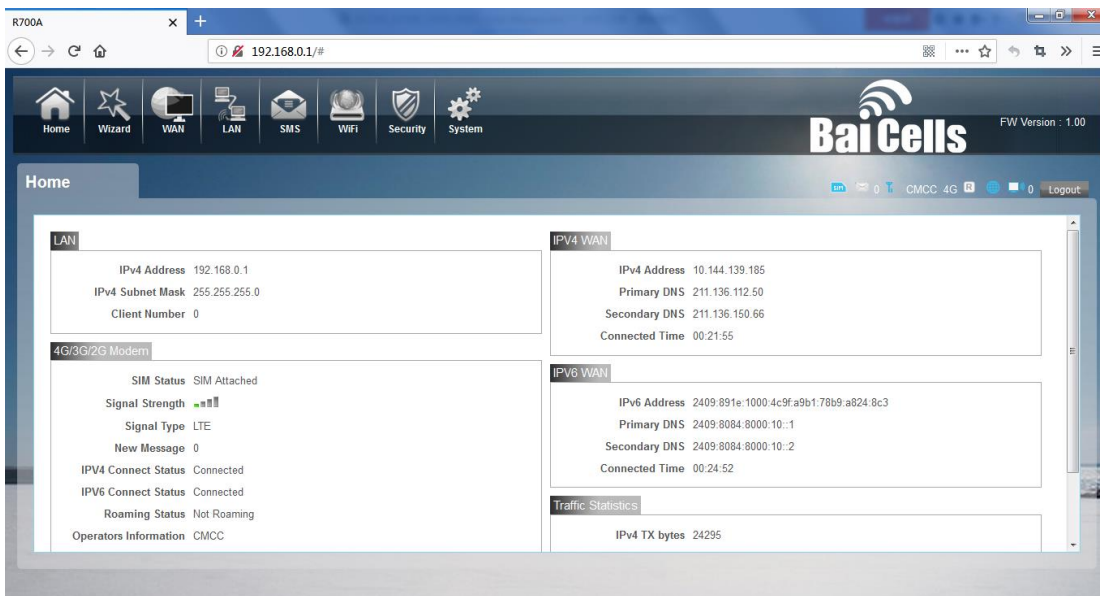 R700A
192.168.0.1/#
Home
Wizard
WAN
LAN
SMS
WiFi
Security
System
BaiCells
FW Version : 1.00
Home
SIM
0
CMCC 4G
R
0
Logout
LAN
IPv4 Address 192.168.0.1
IPv4 Subnet Mask 255.255.255.0
Client Number 0
4G/3G/2G Modem
SIM Status SIM Attached
Signal Strength
Signal Type LTE
New Message 0
IPV4 Connect Status Connected
IPV6 Connect Status Connected
Roaming Status Not Roaming
Operators Information CMCC
IPV4 WAN
IPv4 Address 10.144.139.185
Primary DNS 211.136.112.50
Secondary DNS 211.136.150.66
Connected Time 00:21:55
IPV6 WAN
IPv6 Address 2409:891e:1000:4c9f:a9b1:78b9:a824:8c3
Primary DNS 2409:8084:8000:10::1
Secondary DNS 2409:8084:8000:10::2
Connected Time 00:24:52
Traffic Statistics
IPv4 TX bytes 24295